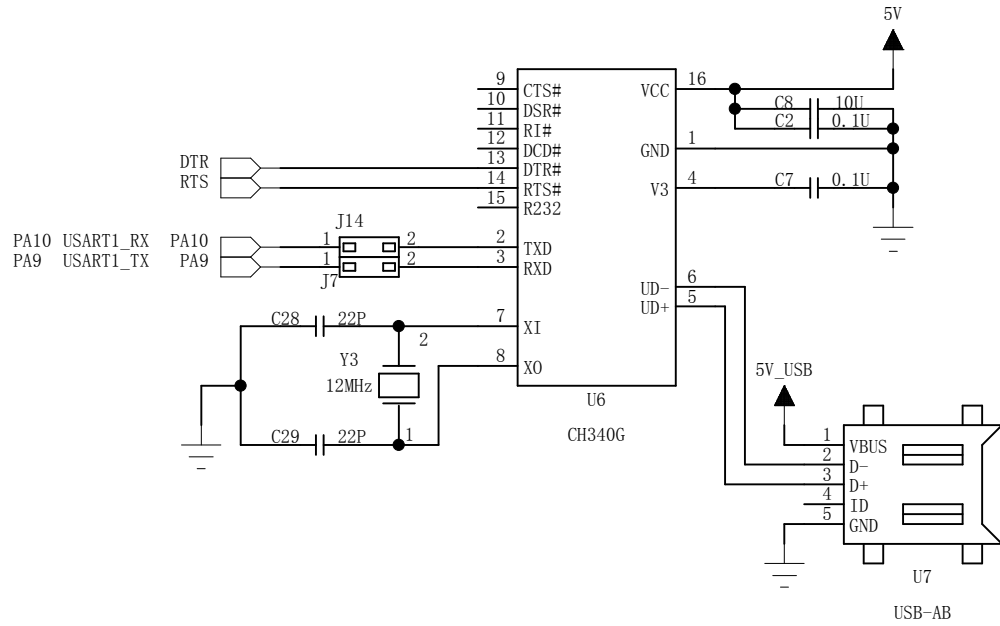 5V
9 CTS# VCC 16
10 DSR# C8 10U
11 RI# C2 0.1U
12 DCD# GND 1
DTR 13 DTR#
RTS 14 RTS# V3 4 C7 0.1U
15 R232
J14
PA10 USART1_RX PA10 1 2 2 TXD
PA9 USART1_TX PA9 1 2 3 RXD
J7
UD- 6
UD+ 5
C28 22P 7 XI
2
Y3 8 XO
12MHz
5V_USB
U6
C29 22P 1 CH340G
1 VBUS
2 D-
3 D+
4 ID
5 GND
U7
USB-AB